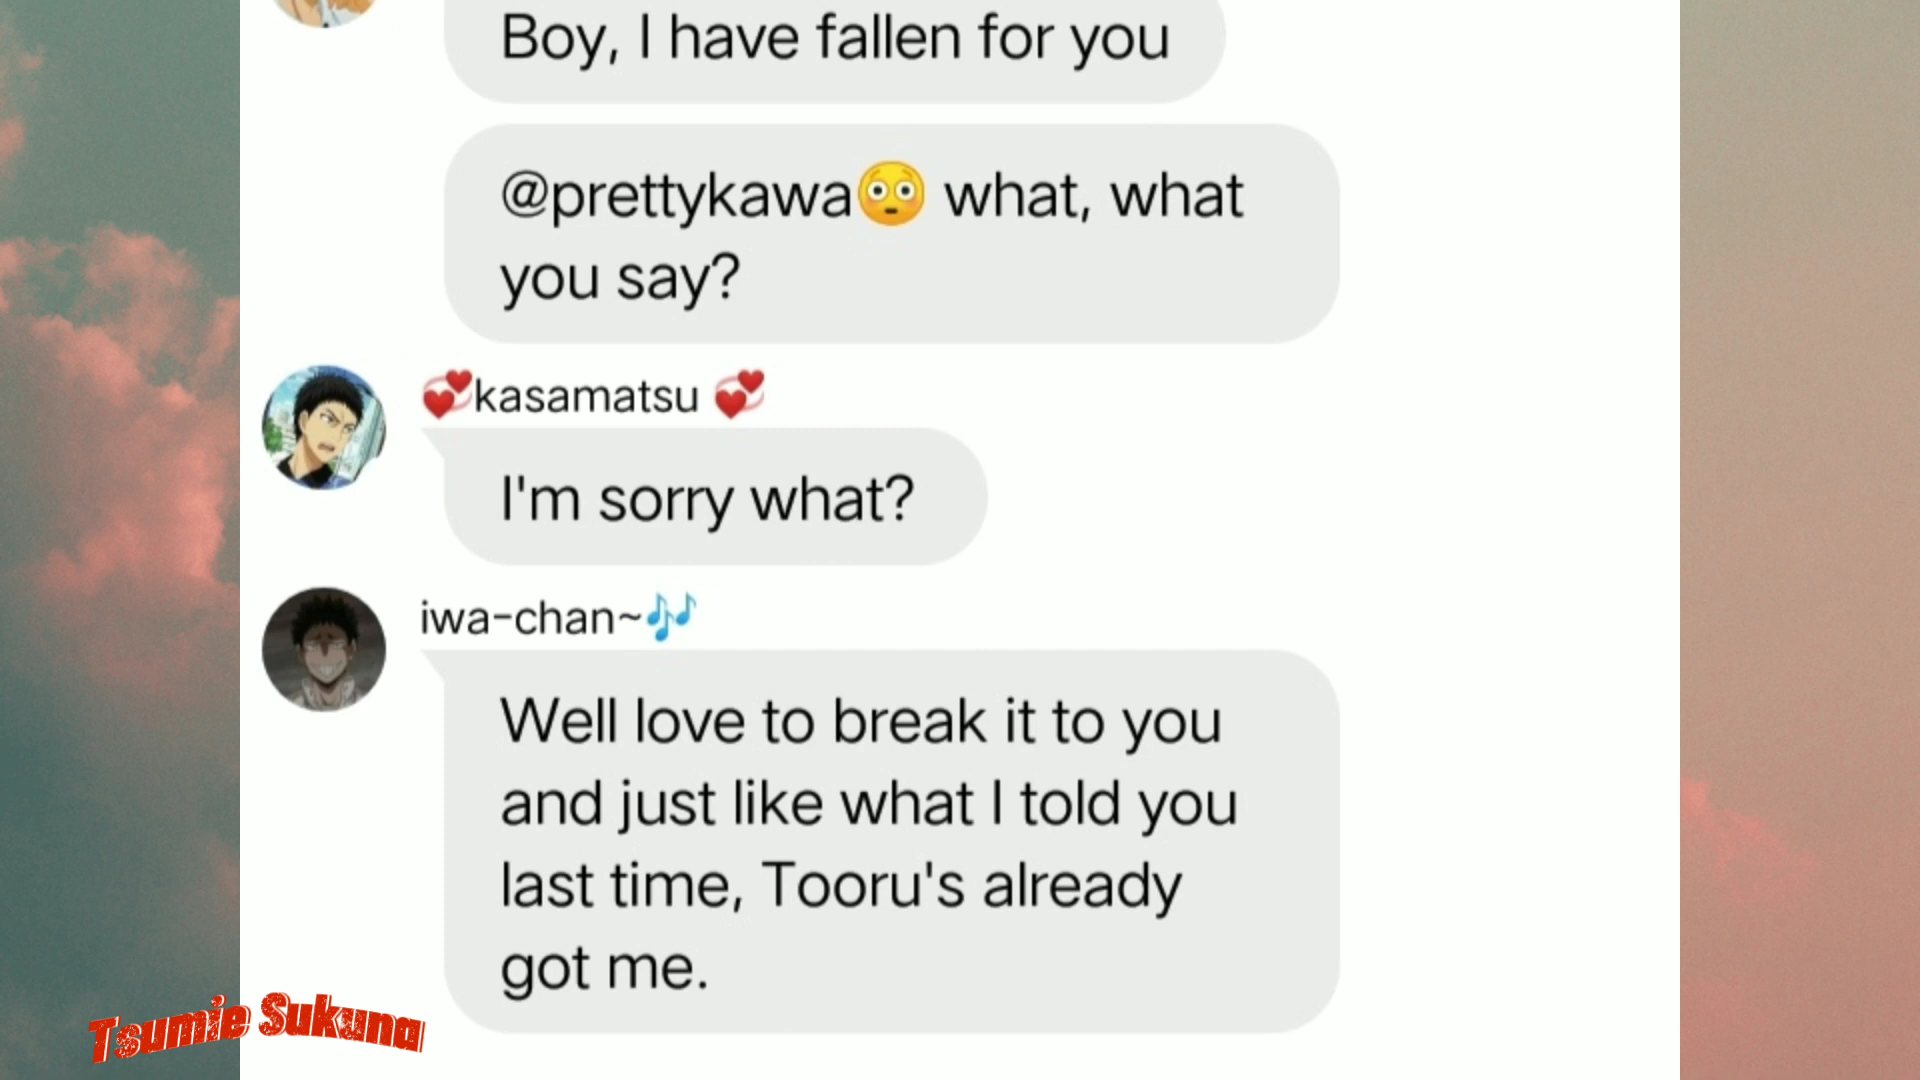 Boy, I have fallen for you
@prettykawa😳 what, what
you say?
💞kasamatsu 💞
I'm sorry what?
iwa-chan~🎶
Well love to break it to you
and just like what I told you
last time, Tooru's already
got me.
Tsumie Sukuna